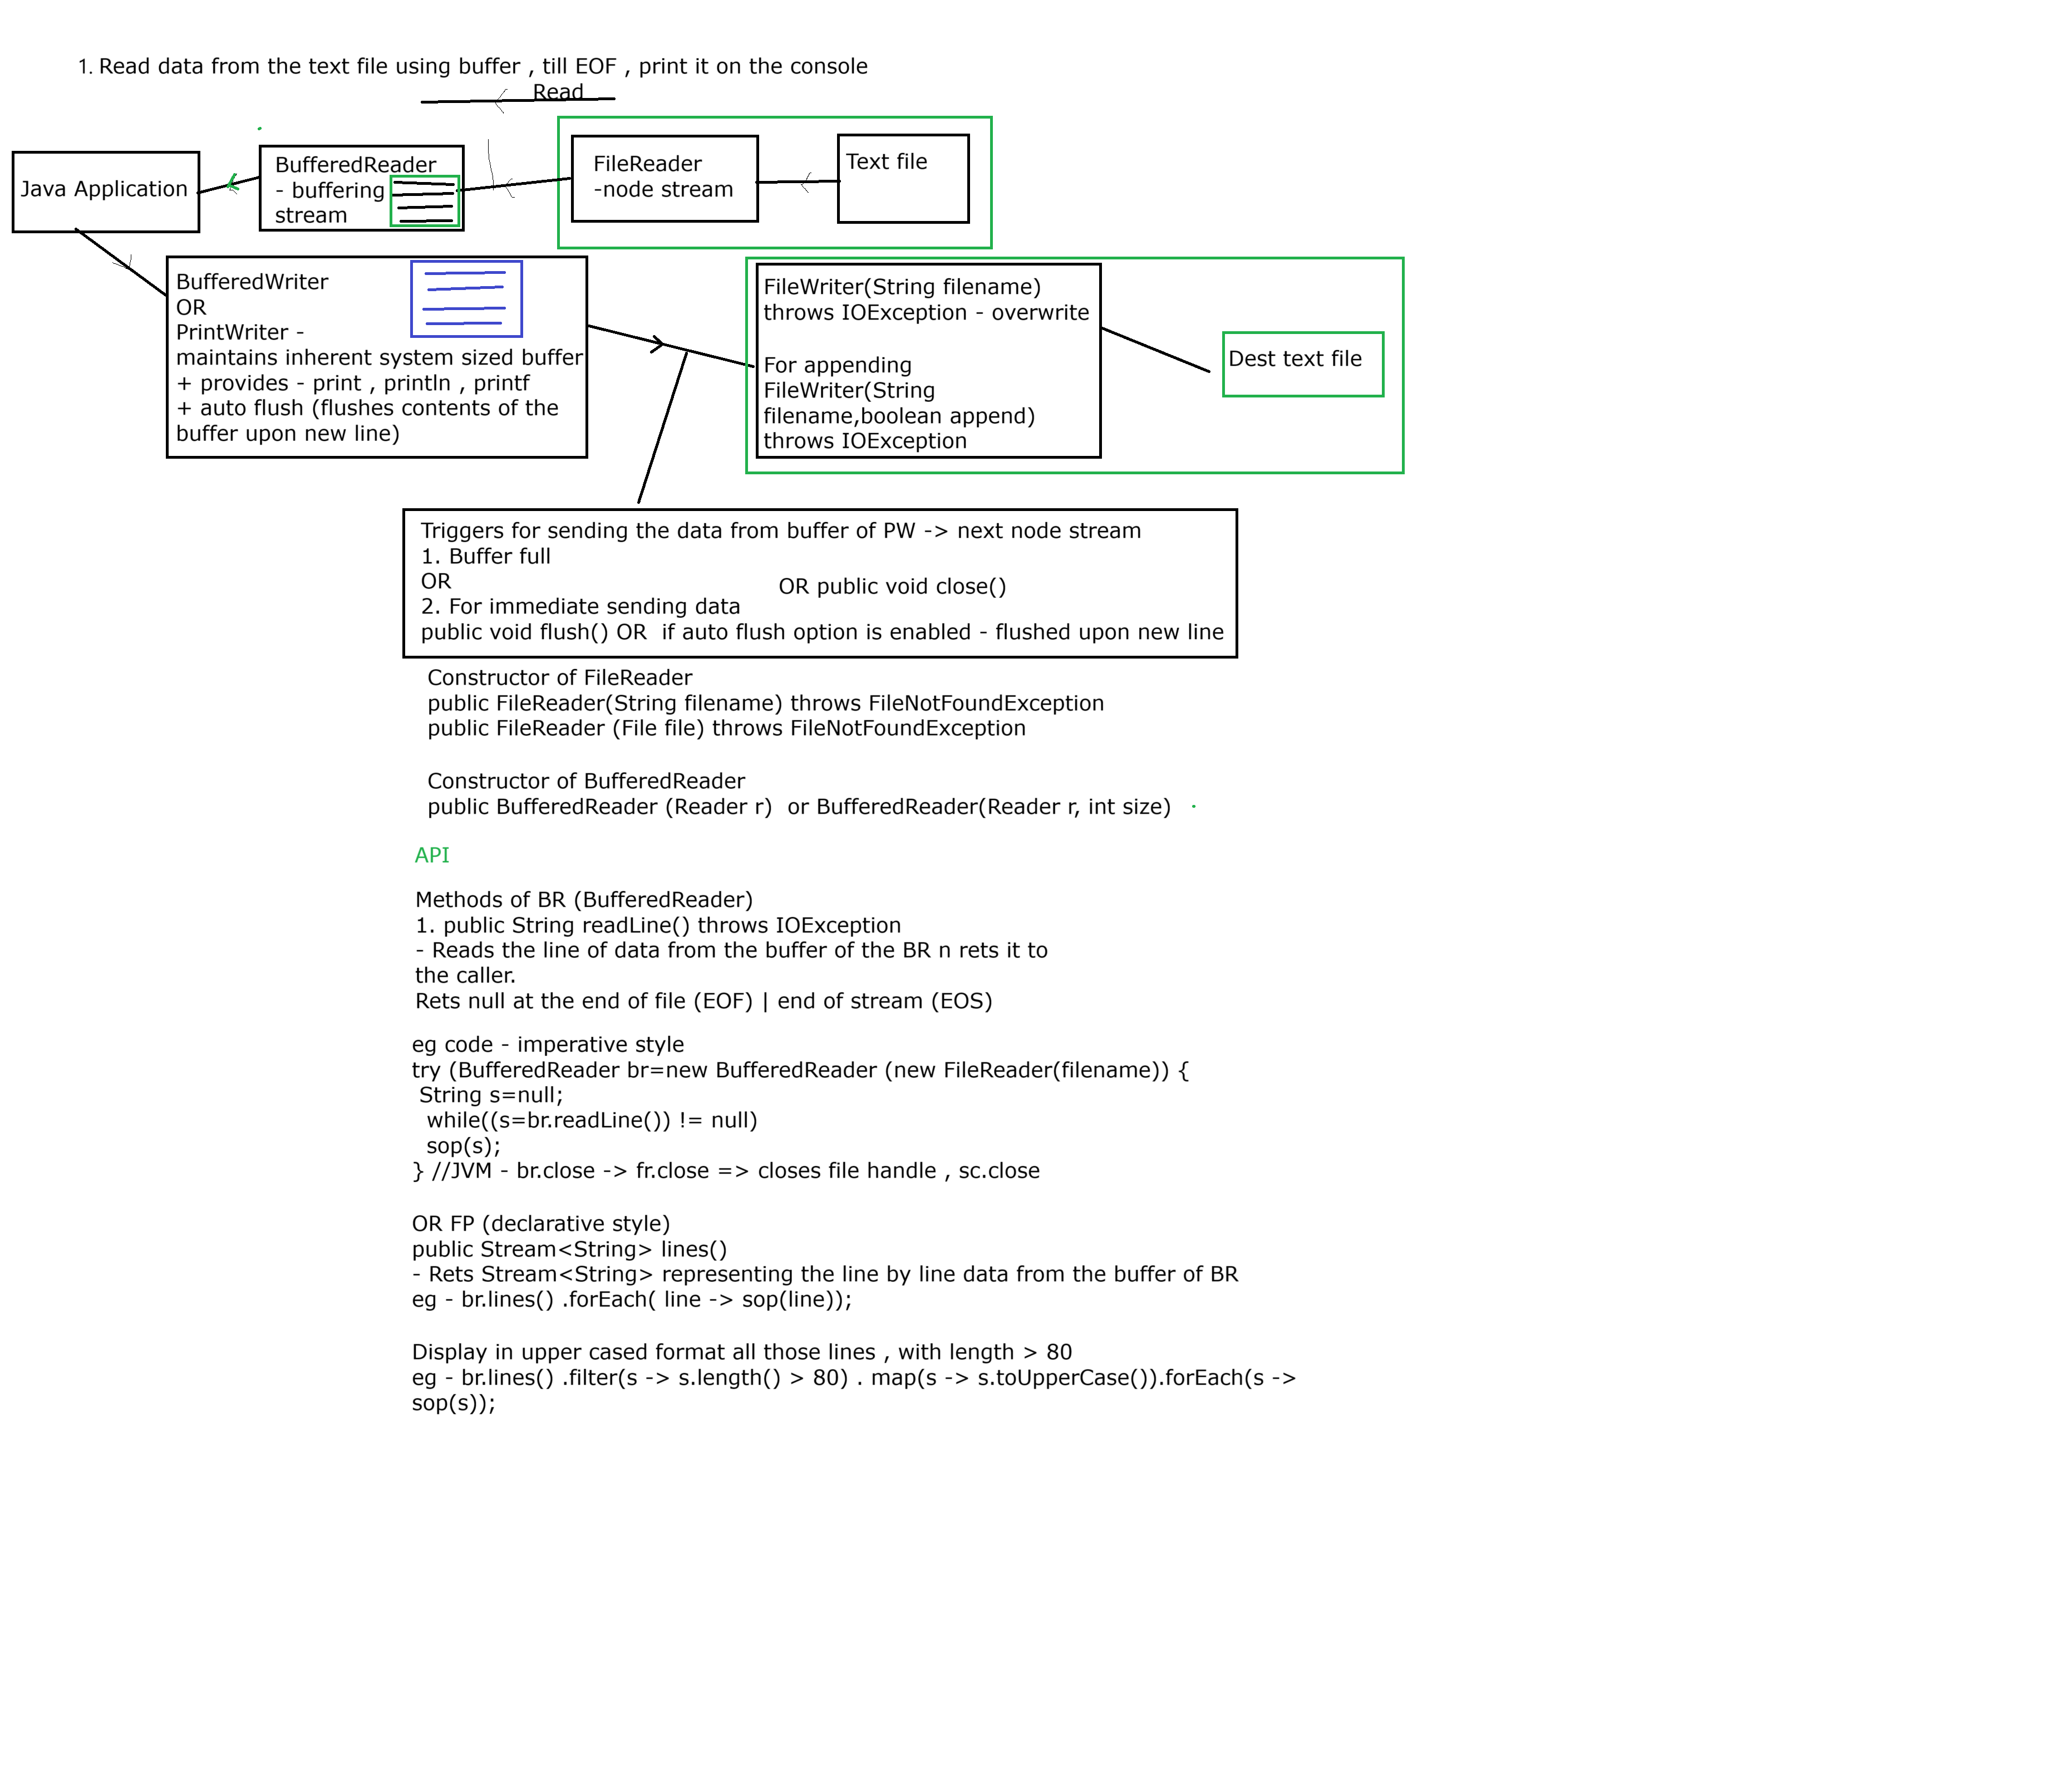 1. Read data from the text file using buffer , till EOF , print it on the console
Read
Java Application
BufferedReader
- buffering
stream
FileReader
-node stream
Text file
BufferedWriter
OR
PrintWriter -
maintains inherent system sized buffer
+ provides - print , println , printf
+ auto flush (flushes contents of the
buffer upon new line)
FileWriter(String filename)
throws IOException - overwrite
For appending
FileWriter(String
filename,boolean append)
throws IOException
Dest text file
Triggers for sending the data from buffer of PW -> next node stream
1. Buffer full
OR
OR public void close()
2. For immediate sending data
public void flush() OR  if auto flush option is enabled - flushed upon new line
Constructor of FileReader
public FileReader(String filename) throws FileNotFoundException
public FileReader (File file) throws FileNotFoundException
Constructor of BufferedReader
public BufferedReader (Reader r)  or BufferedReader(Reader r, int size)
API
Methods of BR (BufferedReader)
1. public String readLine() throws IOException
- Reads the line of data from the buffer of the BR n rets it to
the caller.
Rets null at the end of file (EOF) | end of stream (EOS)
eg code - imperative style
try (BufferedReader br=new BufferedReader (new FileReader(filename)) {
String s=null;
while((s=br.readLine()) != null)
sop(s);
} //JVM - br.close -> fr.close => closes file handle , sc.close
OR FP (declarative style)
public Stream<String> lines()
- Rets Stream<String> representing the line by line data from the buffer of BR
eg - br.lines() .forEach( line -> sop(line));
Display in upper cased format all those lines , with length > 80
eg - br.lines() .filter(s -> s.length() > 80) . map(s -> s.toUpperCase()).forEach(s ->
sop(s));